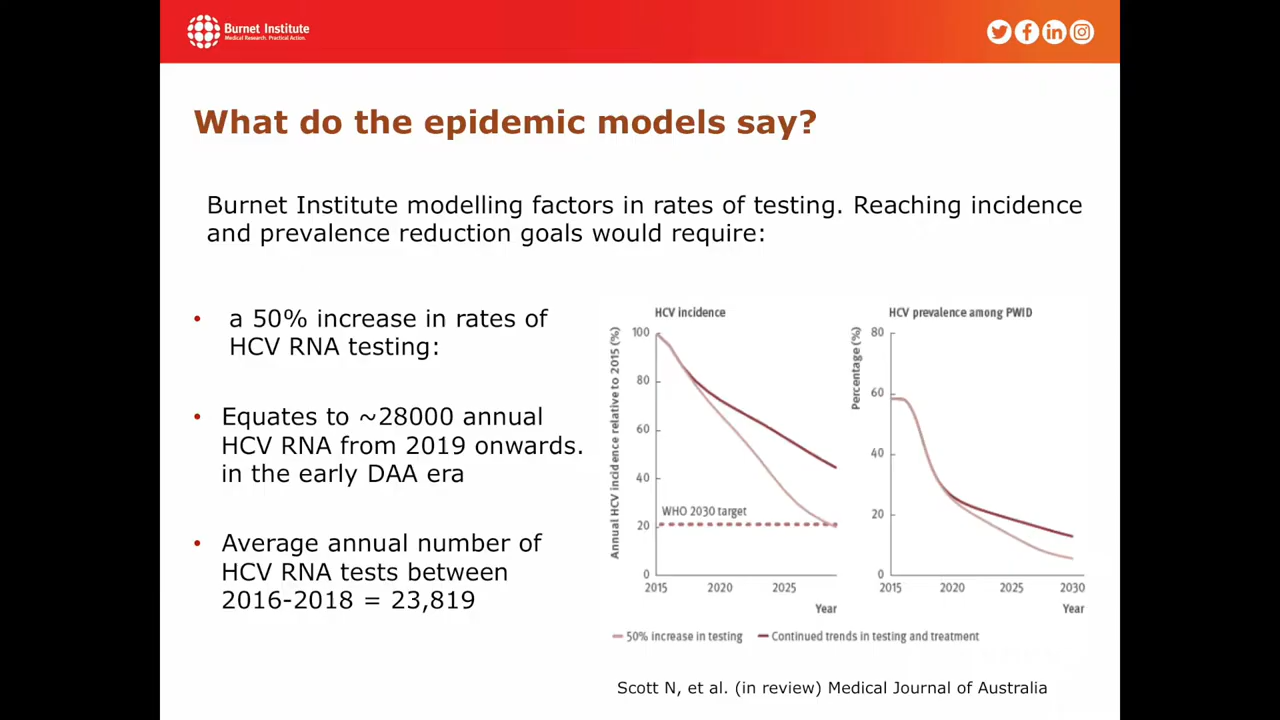 Burnet Institute
Medical Research. Practical Action.
What do the epidemic models say?
Burnet Institute modelling factors in rates of testing. Reaching incidence
and prevalence reduction goals would require:
• a 50% increase in rates of
HCV RNA testing:
• Equates to ~28000 annual
HCV RNA from 2019 onwards.
in the early DAA era
• Average annual number of
HCV RNA tests between
2016-2018 = 23,819
HCV incidence
Annual HCV incidence relative to 2015 (%)
100
80
60
40
20
0
WHO 2030 target
2015 2020 2025
Year
HCV prevalence among PWID
Percentage (%)
80
60
40
20
0
2015 2020 2025 2030
Year
50% increase in testing Continued trends in testing and treatment
Scott N, et al. (in review) Medical Journal of Australia